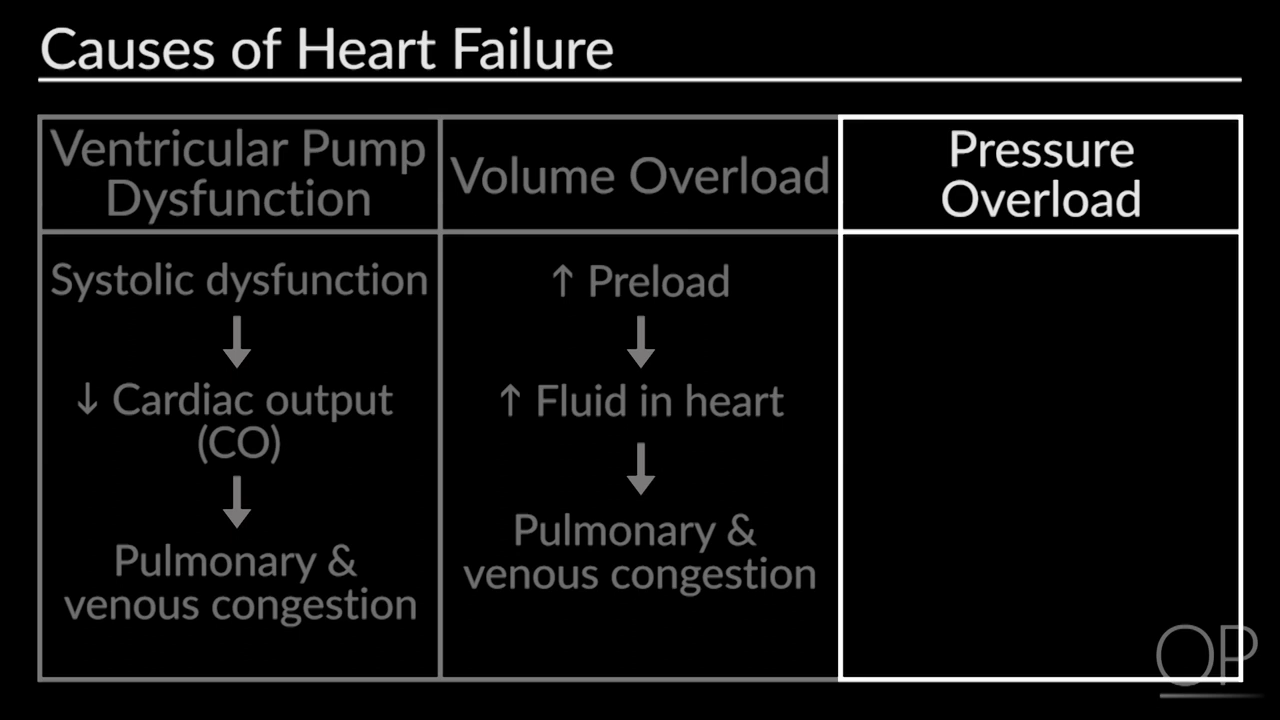 Causes of Heart Failure
Ventricular Pump
Dysfunction
Systolic dysfunction
↓ Cardiac output
(CO)
Pulmonary &
venous congestion
Volume Overload
↑ Preload
↑ Fluid in heart
Pulmonary &
venous congestion
Pressure
Overload
OP